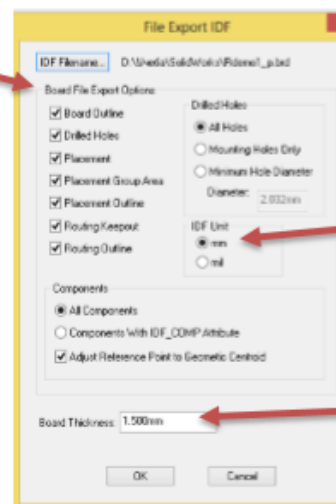 File Export IDF
IDF Filename...
Board File Export Options
Board Outline
Drilled Holes
Placement
Placement Group Area
Placement Outline
Routing Keepout
Routing Outline
Drilled Holes
All Holes
Mounting Holes Only
Minimum Hole Diameter
Diameter: 2.032mm
IDF Unit
mm
mil
Components
All Components
Components With IDF_COMP Attribute
Adjust Reference Point to Geometic Centroid
Board Thickness: 1.500mm
OK
Cancel